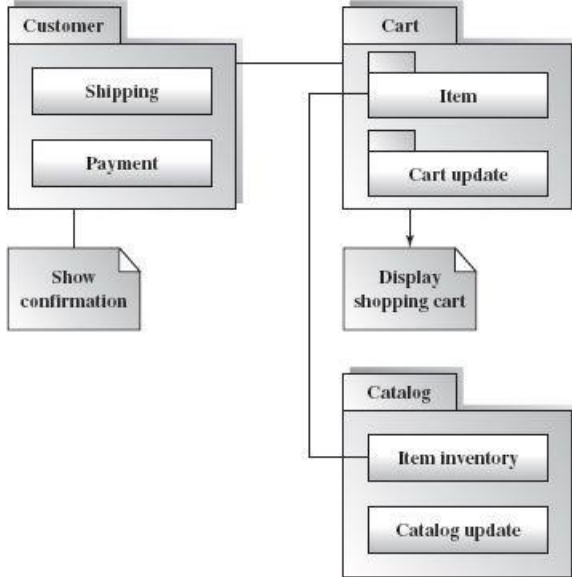 Customer
Shipping
Payment
Show
confirmation
Cart
Item
Cart update
Display
shopping cart
Catalog
Item inventory
Catalog update